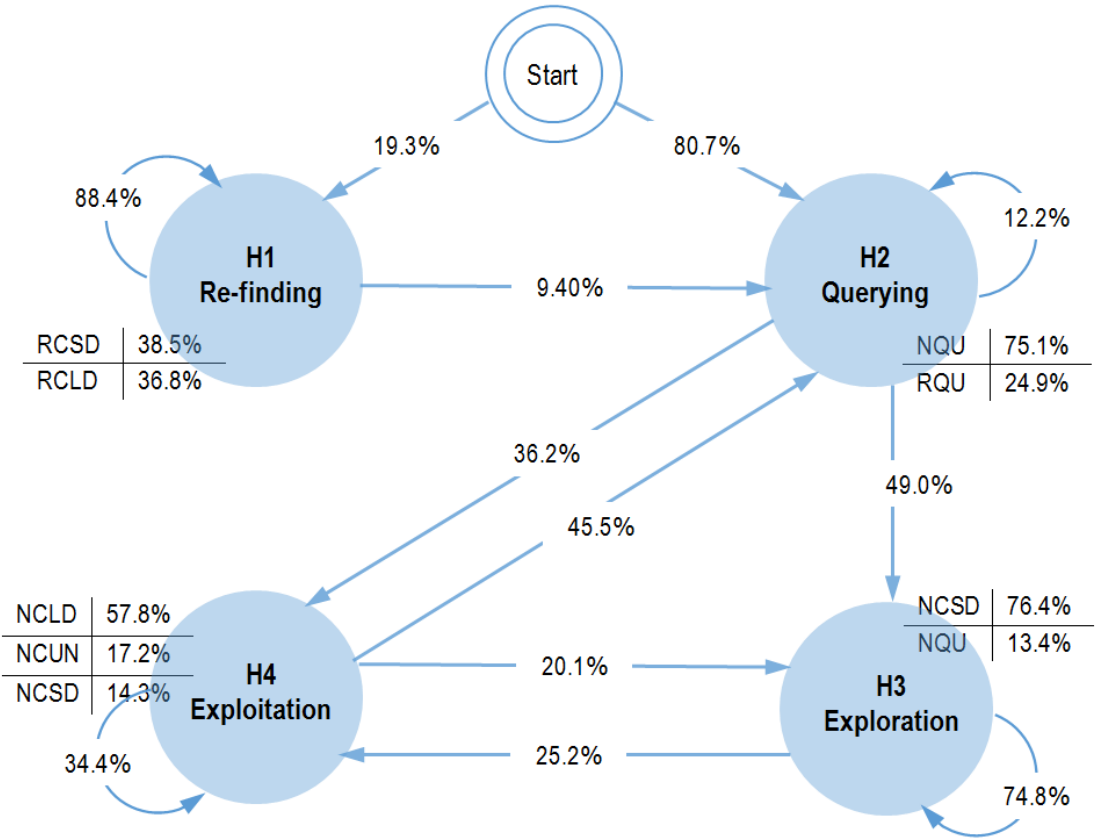 Start
19.3%
80.7%
88.4%
12.2%
H1
Re-finding
H2
Querying
9.40%
RCSD 38.5%
RCLD 36.8%
NQU 75.1%
RQU 24.9%
36.2%
49.0%
45.5%
NCLD 57.8%
NCUN 17.2%
NCSD 14.3%
NCSD 76.4%
NQU 13.4%
H4
Exploitation
20.1%
H3
Exploration
25.2%
34.4%
74.8%